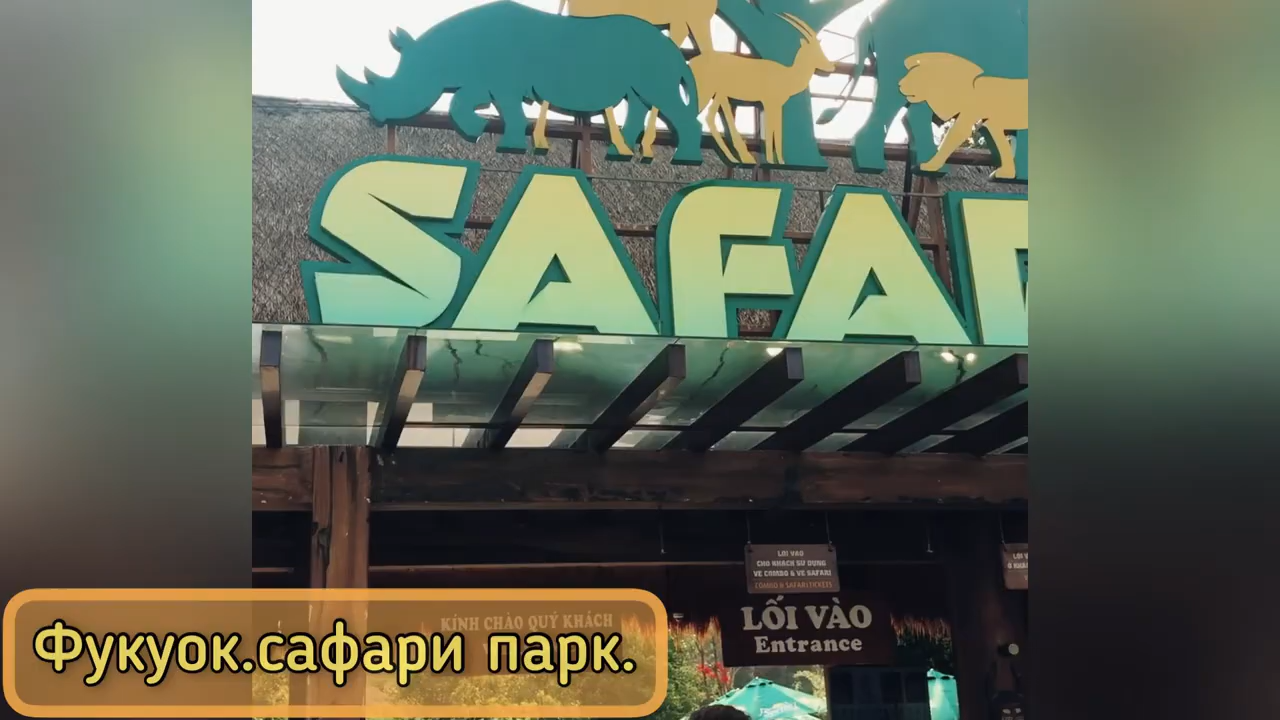 SAFA
LỐI VÀO
CHO KHÁCH SỬ DỤNG
VÉ COMBO & VÉ SAFARI
COMBO & SAFARI TICKETS
KÍNH CHÀO QUÝ KHÁCH
LỐI VÀO
Entrance
Фукуок.сафари парк.